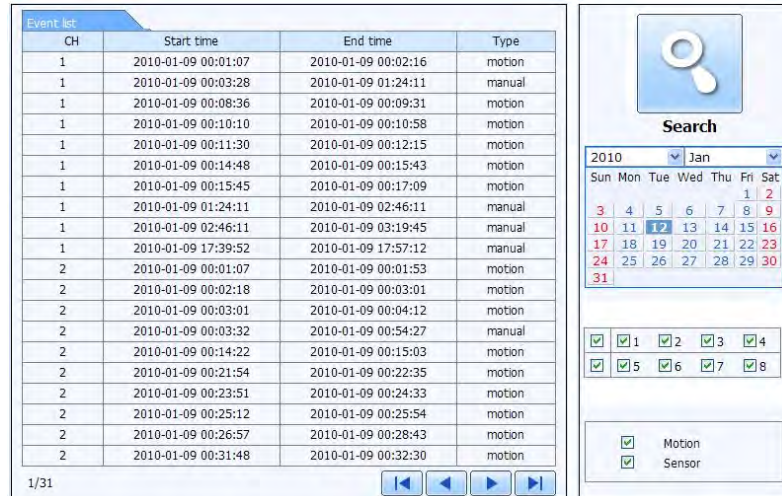 Event list
CH Start time End time Type
1 2010-01-09 00:01:07 2010-01-09 00:02:16 motion
1 2010-01-09 00:03:28 2010-01-09 01:24:11 manual
1 2010-01-09 00:08:36 2010-01-09 00:09:31 motion
1 2010-01-09 00:10:10 2010-01-09 00:10:58 motion
1 2010-01-09 00:11:30 2010-01-09 00:12:15 motion
1 2010-01-09 00:14:48 2010-01-09 00:15:43 motion
1 2010-01-09 00:15:45 2010-01-09 00:17:09 motion
1 2010-01-09 01:24:11 2010-01-09 02:46:11 manual
1 2010-01-09 02:46:11 2010-01-09 03:19:45 manual
1 2010-01-09 17:39:52 2010-01-09 17:57:12 manual
2 2010-01-09 00:01:07 2010-01-09 00:01:53 motion
2 2010-01-09 00:02:18 2010-01-09 00:03:01 motion
2 2010-01-09 00:03:01 2010-01-09 00:04:12 motion
2 2010-01-09 00:03:32 2010-01-09 00:54:27 manual
2 2010-01-09 00:14:22 2010-01-09 00:15:03 motion
2 2010-01-09 00:21:54 2010-01-09 00:22:35 motion
2 2010-01-09 00:23:51 2010-01-09 00:24:33 motion
2 2010-01-09 00:25:12 2010-01-09 00:25:54 motion
2 2010-01-09 00:26:57 2010-01-09 00:28:43 motion
2 2010-01-09 00:31:48 2010-01-09 00:32:30 motion
1/31
Search
2010 Jan
Sun Mon Tue Wed Thu Fri Sat
1 2
3 4 5 6 7 8 9
10 11 12 13 14 15 16
17 18 19 20 21 22 23
24 25 26 27 28 29 30
31
1 2 3 4
5 6 7 8
Motion
Sensor